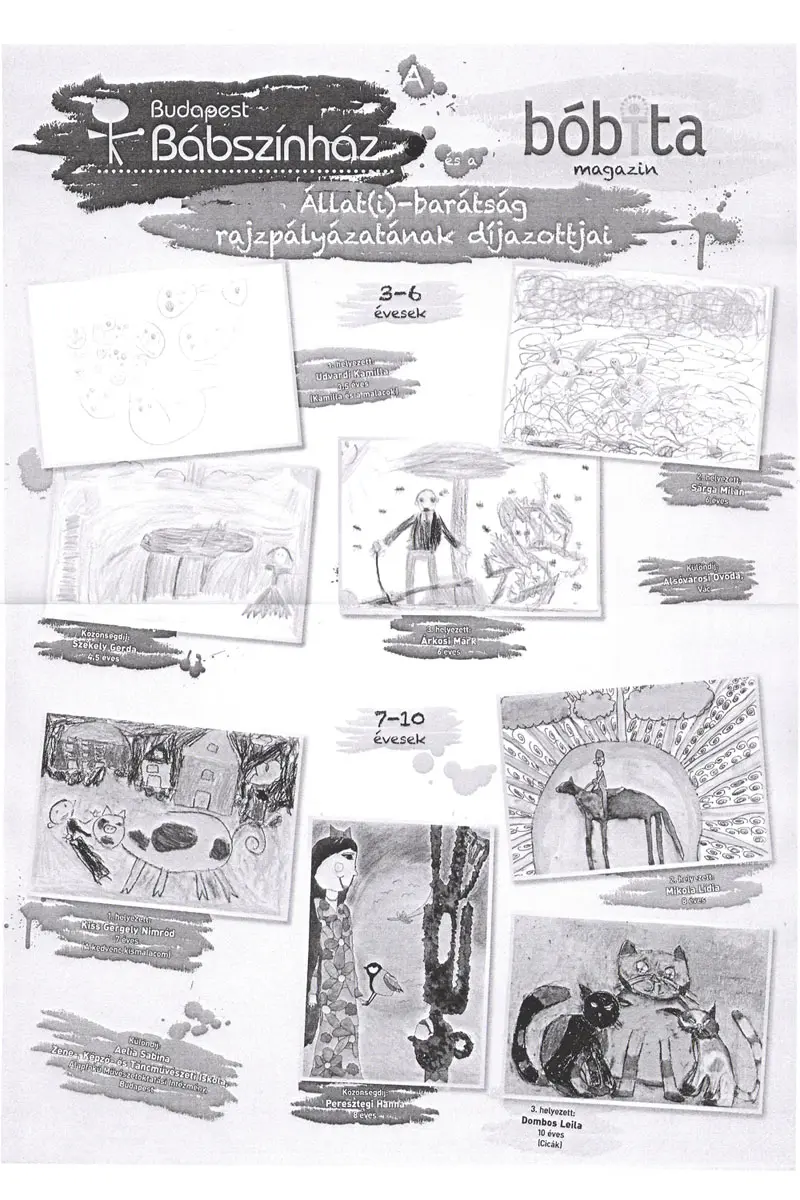 A
Budapest
Bábszínház
és a
bóbita
magazin
Állat(i)-barátság
rajzpályázatának díjazottjai
3-6
évesek
1. helyezett:
Udvardi Kamilla
3,5 éves
(Kamilla és a malacok)
2. helyezett:
Sárga Milán
6 éves
Közönségdíj:
Székely Gerda
4,5 éves
3. helyezett:
Árkosi Márk
6 éves
Különdíj:
Alsóvárosi Óvoda,
Vác
7-10
évesek
1. helyezett:
Kiss Gergely Nimród
7 éves
(A kedvenc kismalacom)
2. helyezett:
Mikola Lídia
8 éves
Különdíj:
Aelia Sabina
Zene-, Képző- és Táncművészeti Iskola,
Alapfokú Művészetoktatási Intézmény,
Budapest
Közönségdíj:
Peresztegi Hanna
8 éves
3. helyezett:
Dombos Leila
10 éves
(Cicák)